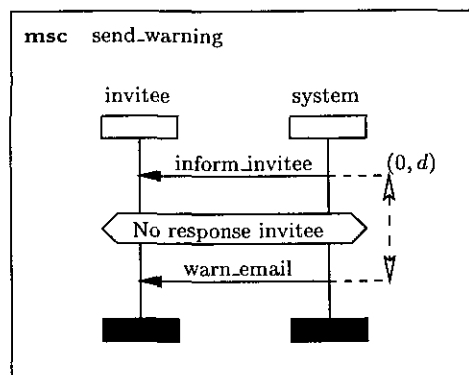 msc send_warning
invitee system
inform_invitee (0, d)
No response invitee
warn_email